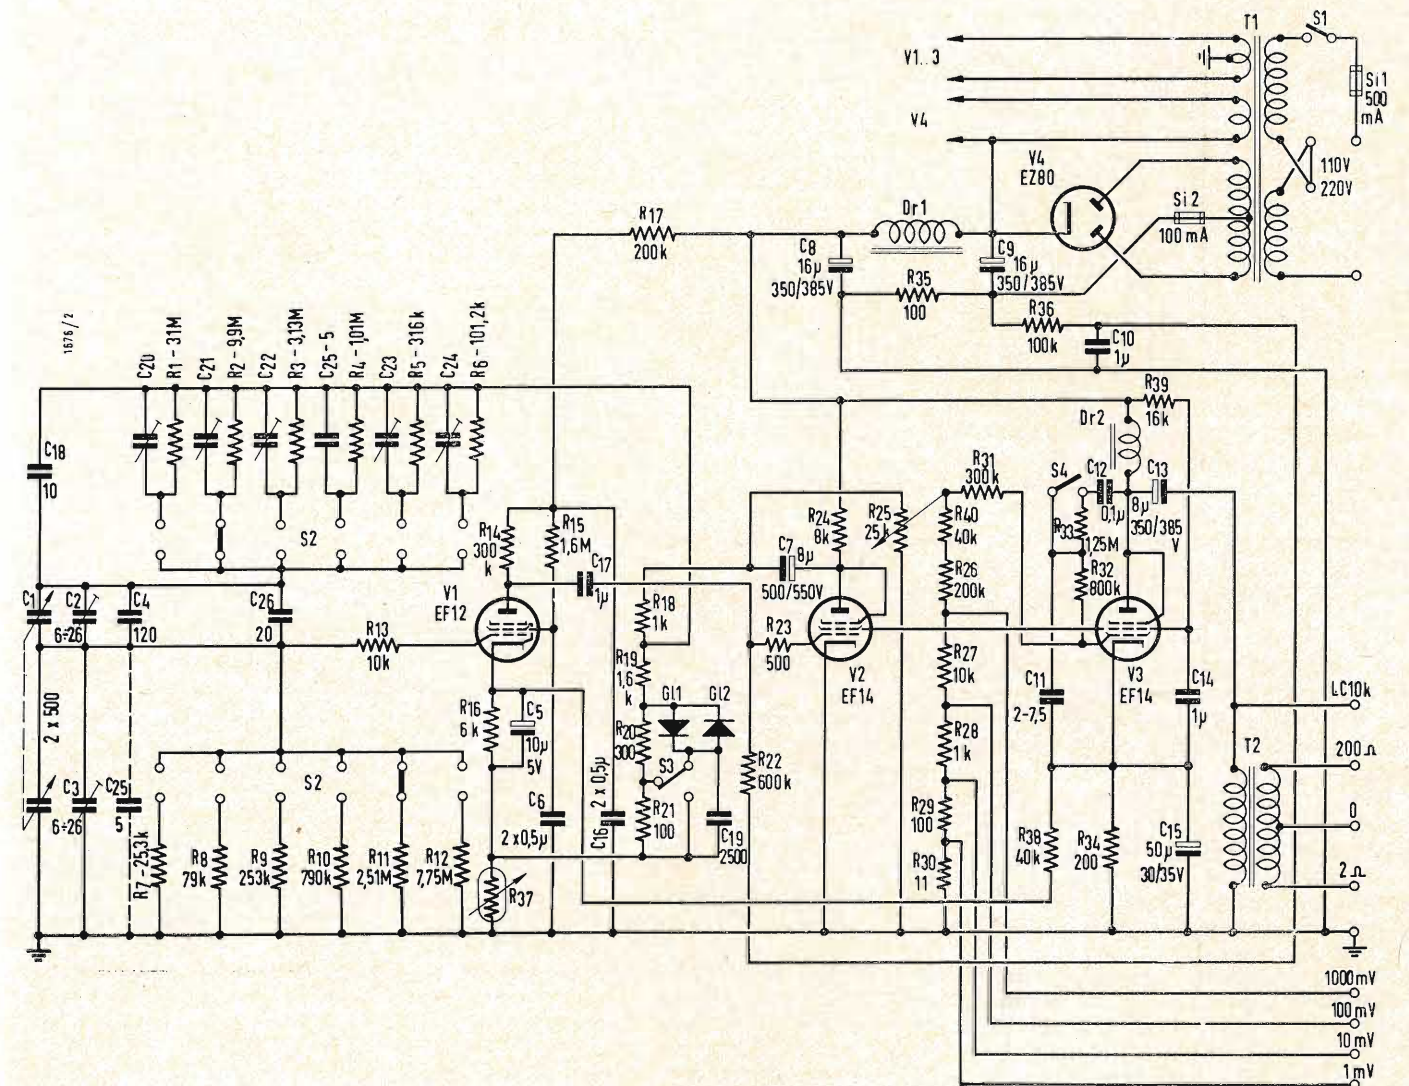 T1
S1
V1..3
Si1
500
mA
V4
V4
EZ80
110V
220V
Si2
100mA
R17
200k
Dr1
C8
16µ
350/385V
C9
16µ
350/385V
R35
100
R36
100k
C10
1µ
1676/2
C20
R1 - 31M
C21
R2 - 9,9M
C22
R3 - 3,13M
C25 - 5
R4 - 1,01M
C23
R5 - 316k
C24
R6 - 101,2k
R39
16k
Dr2
C18
10
S2
R14
300
k
R15
1,6M
C17
1µ
C7
8µ
500/550V
R24
8k
R25
25k
R31
300k
R40
40k
R26
200k
S4
C12
0,1µ
C13
8µ
350/385
V
R33
1,25M
R32
800k
C1
C2
6÷26
C4
120
C26
20
R13
10k
V1
EF12
R18
1k
R19
1,6
k
R23
500
V2
EF14
R27
10k
V3
EF14
C11
2-7,5
C14
1µ
2 x 500
C3
6÷26
C25
5
S2
R16
6k
C5
10µ
5V
Gl1
Gl2
R20
300
S3
R21
100
R22
600k
R28
1k
R29
100
R30
11
LC10k
200Ω
T2
0
2Ω
R7 - 25,3k
R8
79k
R9
253k
R10
790k
R11
2,51M
R12
7,75M
C6
2 x 0,5µ
C16
2 x 0,5µ
C19
2500
R37
R38
40k
R34
200
C15
50µ
30/35V
1000mV
100mV
10mV
1mV